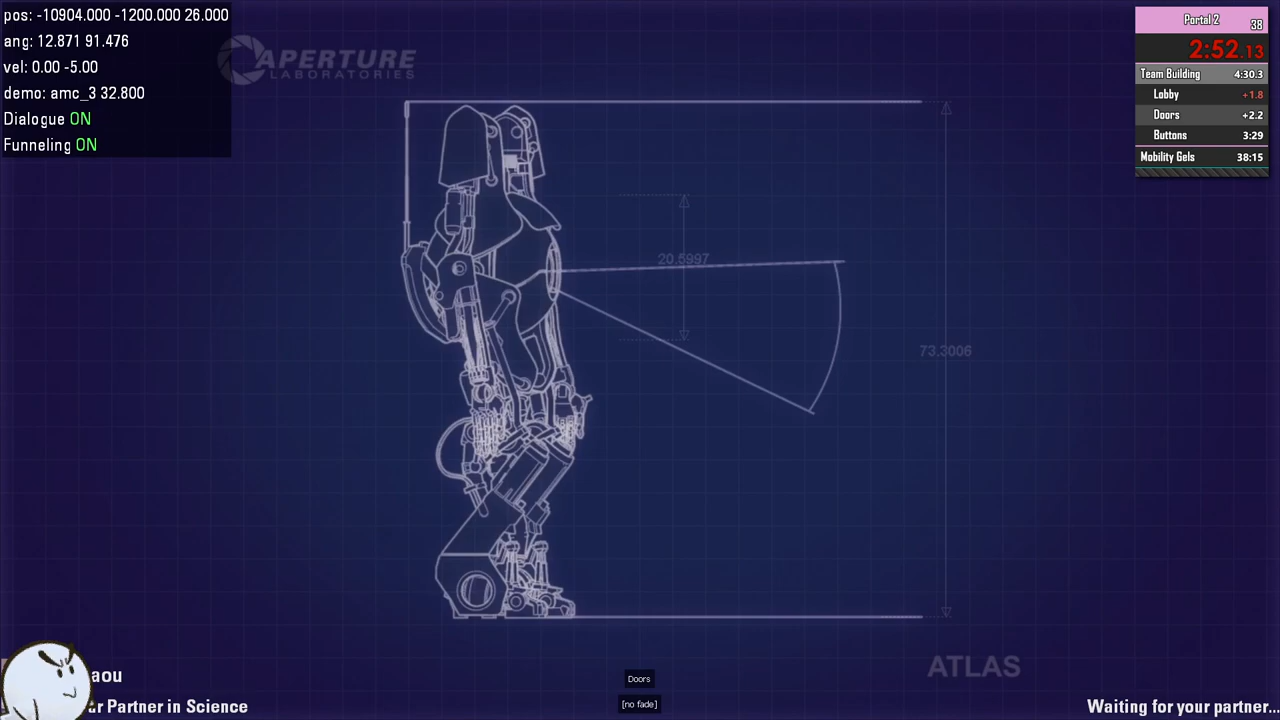 pos: -10904.000 -1200.000 26.000
ang: 12.871 91.476
vel: 0.00 -5.00
demo: amc_3 32.800
Dialogue ON
Funneling ON
APERTURE
LABORATORIES
Portal 2
38
2:52.13
Team Building 4:30.3
Lobby +1.8
Doors +2.2
Buttons 3:29
Mobility Gels 38:15
20.5997
73.3006
ATLAS
aou
ur Partner in Science
Doors
[no fade]
Waiting for your partner...